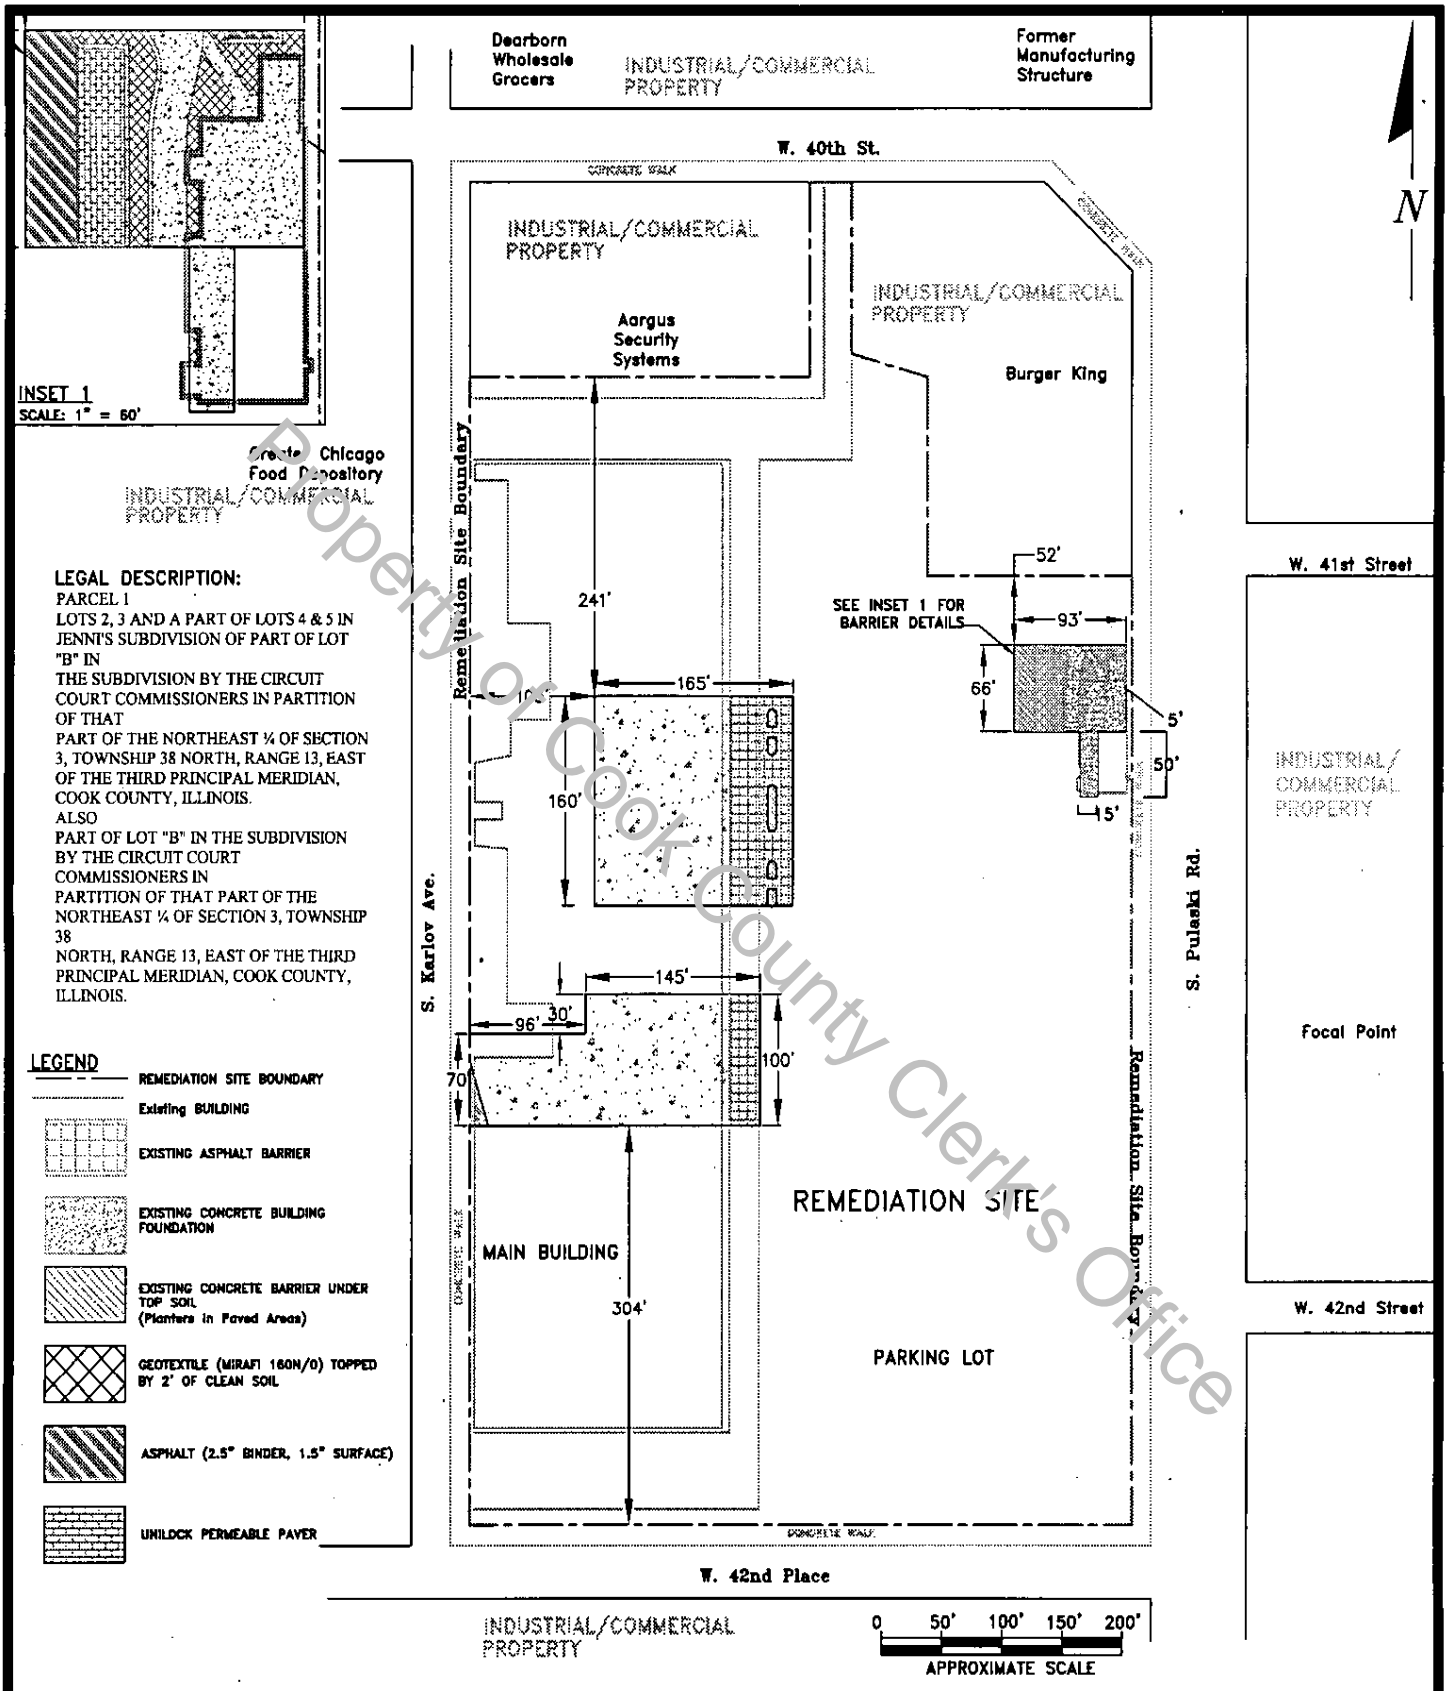 Dearborn
Wholesale
Grocers
INDUSTRIAL/COMMERCIAL
PROPERTY
Former
Manufacturing
Structure
W. 40th St.
CONCRETE WALK
CONCRETE WALK
N
INDUSTRIAL/COMMERCIAL
PROPERTY
INDUSTRIAL/COMMERCIAL
PROPERTY
Aargus
Security
Systems
Burger King
INSET 1
SCALE: 1" = 60'
Greater Chicago
Food Depository
INDUSTRIAL/COMMERCIAL
PROPERTY
Remediation Site Boundary
52'
W. 41st Street
LEGAL DESCRIPTION:
PARCEL 1
LOTS 2, 3 AND A PART OF LOTS 4 & 5 IN
JENNI'S SUBDIVISION OF PART OF LOT
"B" IN
THE SUBDIVISION BY THE CIRCUIT
COURT COMMISSIONERS IN PARTITION
OF THAT
PART OF THE NORTHEAST ¼ OF SECTION
3, TOWNSHIP 38 NORTH, RANGE 13, EAST
OF THE THIRD PRINCIPAL MERIDIAN,
COOK COUNTY, ILLINOIS.
ALSO
PART OF LOT "B" IN THE SUBDIVISION
BY THE CIRCUIT COURT
COMMISSIONERS IN
PARTITION OF THAT PART OF THE
NORTHEAST ¼ OF SECTION 3, TOWNSHIP
38
NORTH, RANGE 13, EAST OF THE THIRD
PRINCIPAL MERIDIAN, COOK COUNTY,
ILLINOIS.
241'
SEE INSET 1 FOR
BARRIER DETAILS
93'
66'
5'
50'
15'
165'
160'
CONCRETE WALK
INDUSTRIAL/
COMMERCIAL
PROPERTY
S. Karlov Ave.
S. Pulaski Rd.
145'
30'
96'
100'
70'
Focal Point
LEGEND
REMEDIATION SITE BOUNDARY
Existing BUILDING
EXISTING ASPHALT BARRIER
EXISTING CONCRETE BUILDING
FOUNDATION
EXISTING CONCRETE BARRIER UNDER
TOP SOIL
(Planters in Paved Areas)
GEOTEXTILE (MIRAFI 160N/O) TOPPED
BY 2' OF CLEAN SOIL
ASPHALT (2.5" BINDER, 1.5" SURFACE)
UNILOCK PERMEABLE PAVER
Remediation Site Boundary
REMEDIATION SITE
CONCRETE WALK
MAIN BUILDING
304'
W. 42nd Street
PARKING LOT
CONCRETE WALK
W. 42nd Place
INDUSTRIAL/COMMERCIAL
PROPERTY
0 50' 100' 150' 200'
APPROXIMATE SCALE
Property of Cook County Clerk's Office